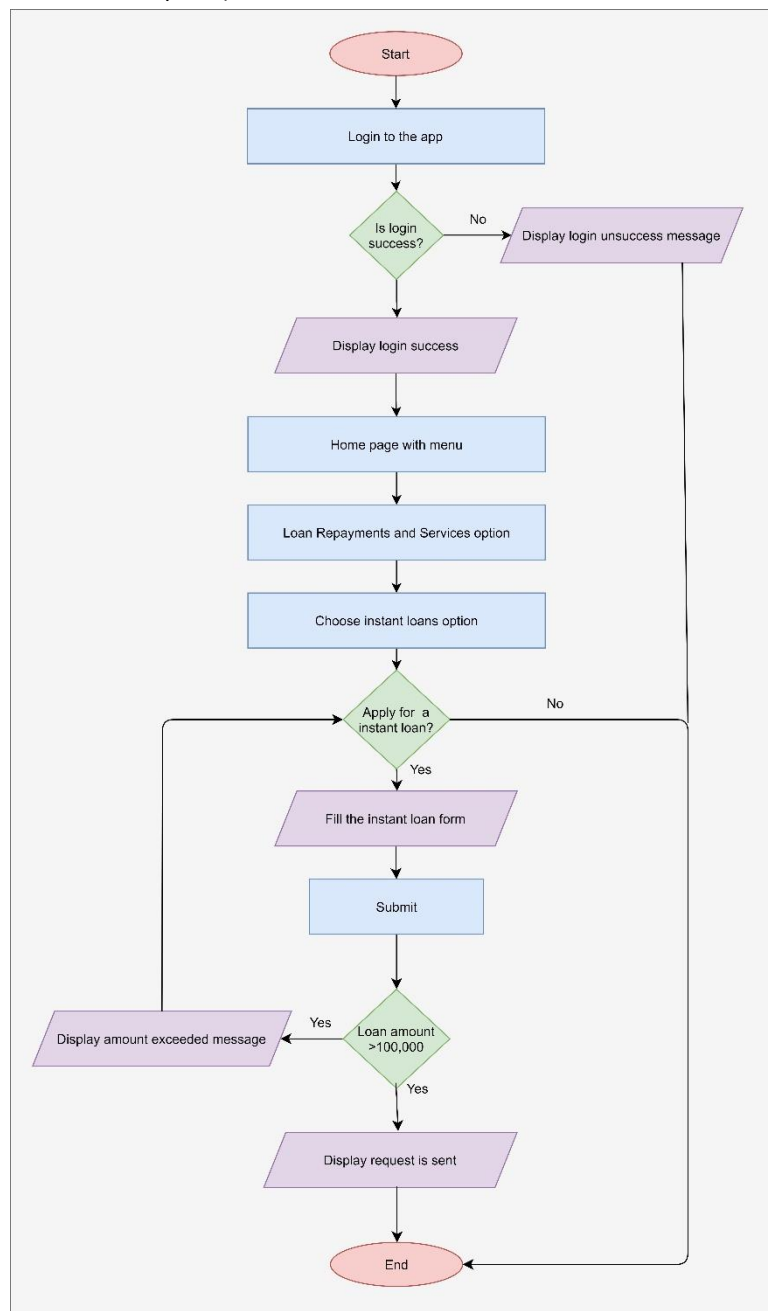 Start
Login to the app
Is login
success?
No
Display login unsuccess message
Display login success
Home page with menu
Loan Repayments and Services option
Choose instant loans option
Apply for a
instant loan?
No
Yes
Fill the instant loan form
Submit
Loan amount
>100,000
Yes
Display amount exceeded message
Yes
Display request is sent
End